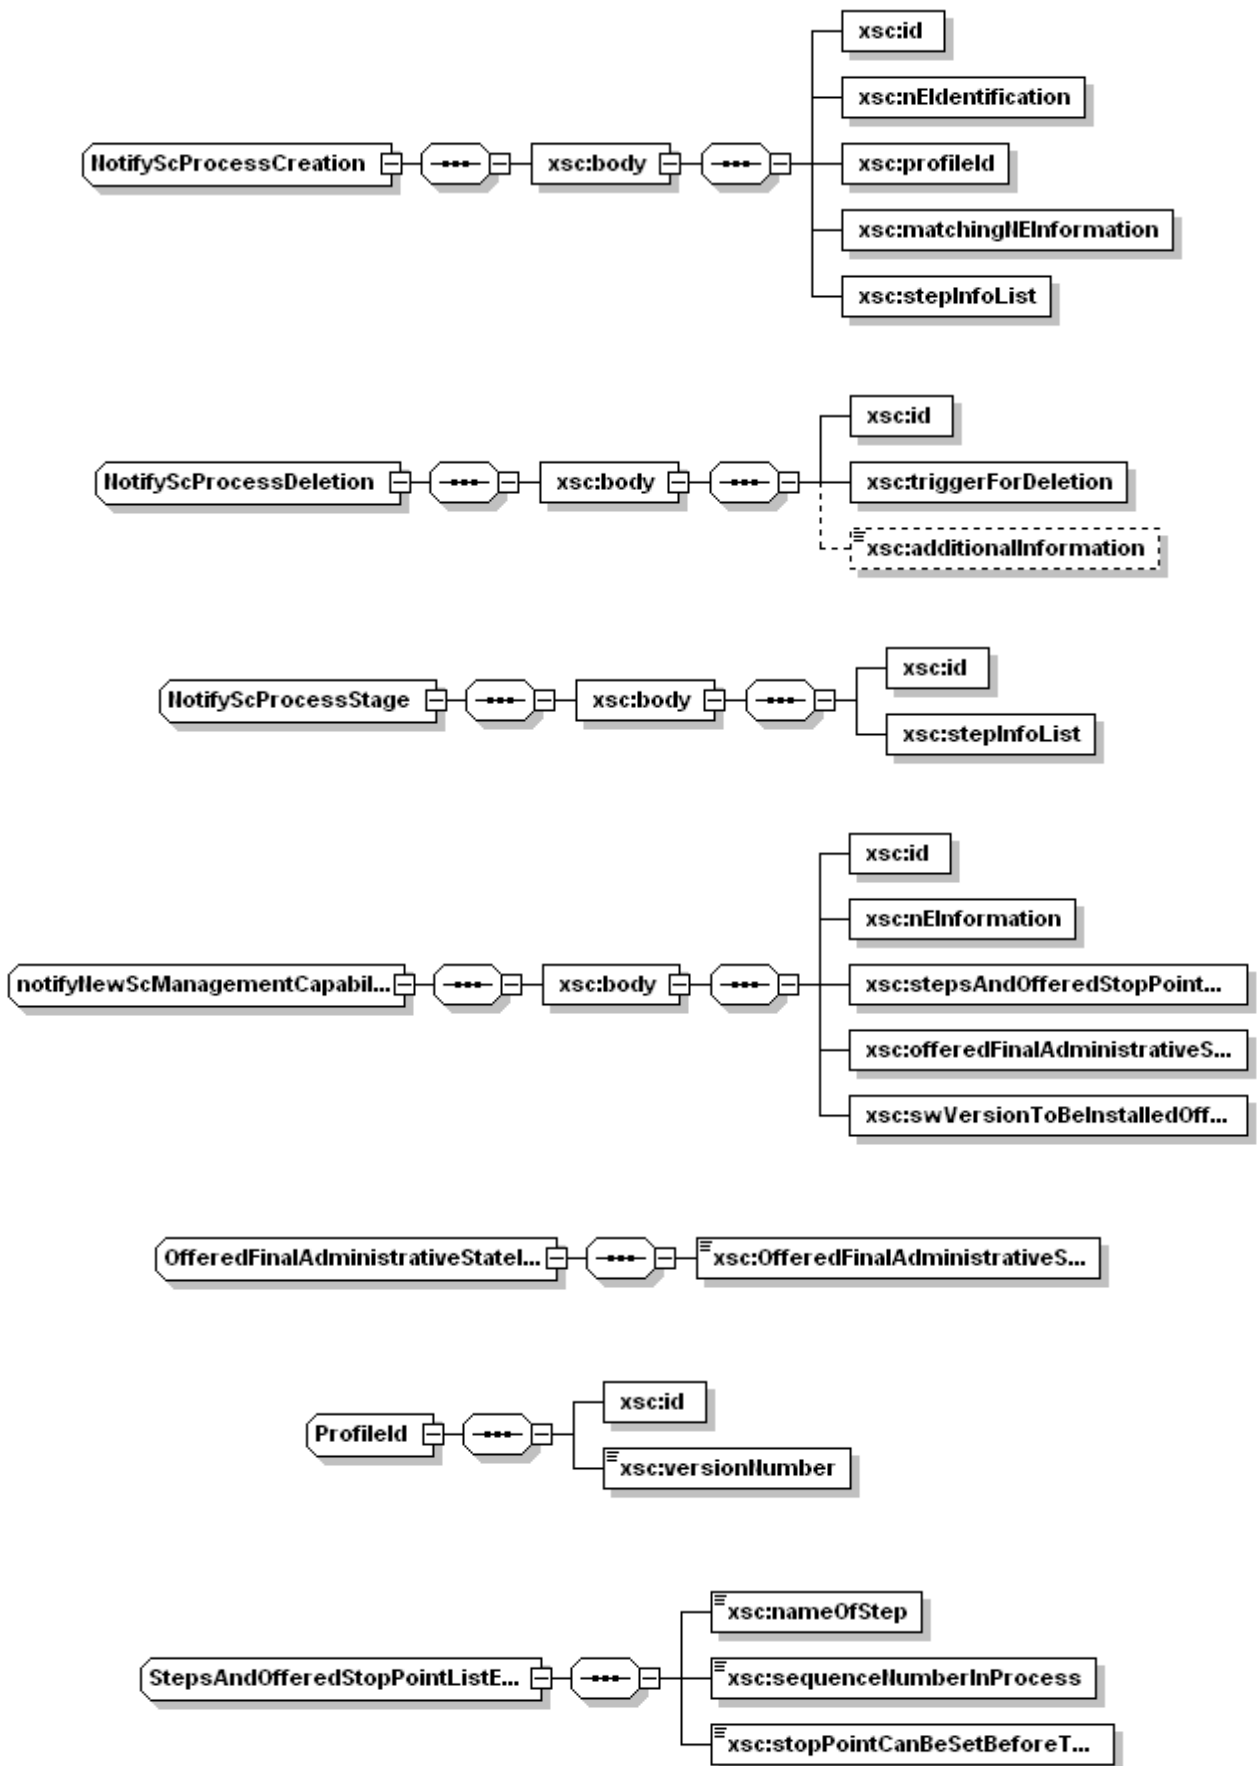 xsc:id
xsc:nEIdentification
NotifyScProcessCreation xsc:body xsc:profileId
xsc:matchingNEInformation
xsc:stepInfoList
xsc:id
NotifyScProcessDeletion xsc:body xsc:triggerForDeletion
xsc:additionalInformation
xsc:id
NotifyScProcessStage xsc:body
xsc:stepInfoList
xsc:id
xsc:nEInformation
notifyNewScManagementCapabil... xsc:body xsc:stepsAndOfferedStopPoint...
xsc:offeredFinalAdministrativeS...
xsc:swVersionToBeInstalledOff...
OfferedFinalAdministrativeStateI... xsc:OfferedFinalAdministrativeS...
xsc:id
ProfileId
xsc:versionNumber
xsc:nameOfStep
StepsAndOfferedStopPointListE... xsc:sequenceNumberInProcess
xsc:stopPointCanBeSetBeforeT...